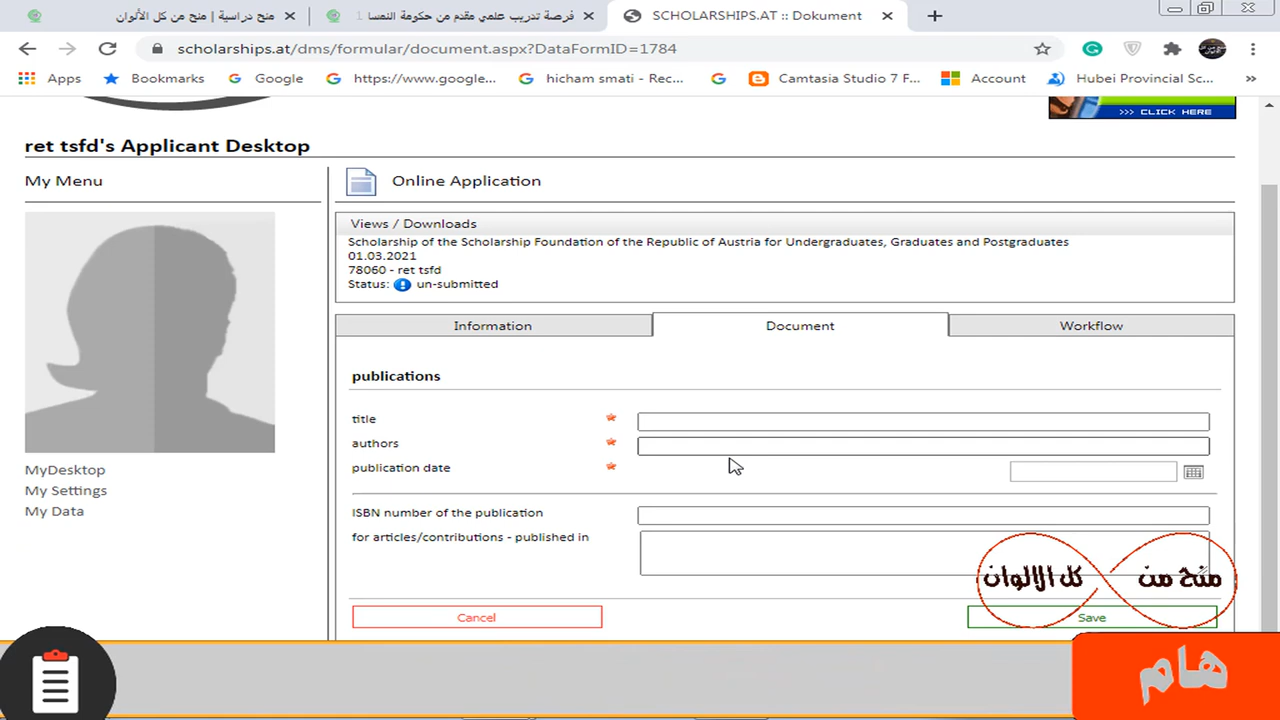 منح دراسية | منح من كل الألوان
فرصة تدريب علمي مقدم من حكومة النمسا 1
SCHOLARSHIPS.AT :: Dokument
scholarships.at/dms/formular/document.aspx?DataFormID=1784
Apps Bookmarks Google https://www.google... hicham smati - Rec... Camtasia Studio 7 F... Account Hubei Provincial Sc... »
>>> CLICK HERE
ret tsfd's Applicant Desktop
My Menu
Online Application
Views / Downloads
Scholarship of the Scholarship Foundation of the Republic of Austria for Undergraduates, Graduates and Postgraduates
01.03.2021
78060 - ret tsfd
Status: un-submitted
Information Document Workflow
publications
title
authors
publication date
MyDesktop
My Settings
My Data
ISBN number of the publication
for articles/contributions - published in
منح من كل الالوان
Cancel Save
هام